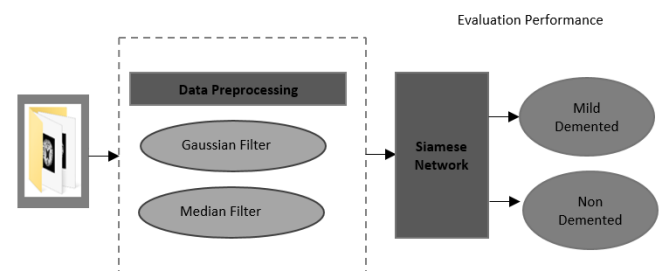 Evaluation Performance
Data Preprocessing
Gaussian Filter
Median Filter
Siamese
Network
Mild
Demented
Non
Demented